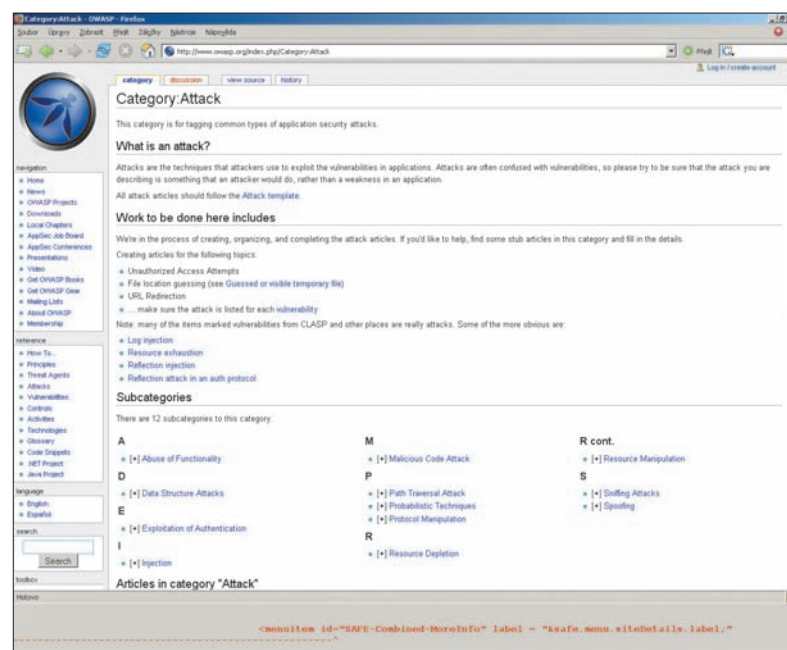 Category:Attack - OWASP - Firefox
Soubor Úpravy Zobrazit Přejít Záložky Nástroje Nápověda
http://www.owasp.org/index.php/Category:Attack
Přejít
Log in / create account
category discussion view source history
Category:Attack
This category is for tagging common types of application security attacks.
What is an attack?
Attacks are the techniques that attackers use to exploit the vulnerabilities in applications. Attacks are often confused with vulnerabilities, so please try to be sure that the attack you are
describing is something that an attacker would do, rather than a weakness in an application.
All attack articles should follow the Attack template.
Work to be done here includes
We're in the process of creating, organizing, and completing the attack articles. If you'd like to help, find some stub articles in this category and fill in the details.
Creating articles for the following topics:
Unauthorized Access Attempts
File location guessing (see Guessed or visible temporary file)
URL Redirection
... make sure the attack is listed for each vulnerability
Note: many of the items marked vulnerabilities from CLASP and other places are really attacks. Some of the more obvious are:
Log injection
Resource exhaustion
Reflection injection
Reflection attack in an auth protocol
Subcategories
There are 12 subcategories to this category.
A
[+] Abuse of Functionality
D
[+] Data Structure Attacks
E
[+] Exploitation of Authentication
I
[+] Injection
M
[+] Malicious Code Attack
P
[+] Path Traversal Attack
[+] Probabilistic Techniques
[+] Protocol Manipulation
R
[+] Resource Depletion
R cont.
[+] Resource Manipulation
S
[+] Sniffing Attacks
[+] Spoofing
Articles in category "Attack"
navigation
Home
News
OWASP Projects
Downloads
Local Chapters
AppSec Job Board
AppSec Conferences
Presentations
Video
Get OWASP Books
Get OWASP Gear
Mailing Lists
About OWASP
Membership
reference
How To...
Principles
Threat Agents
Attacks
Vulnerabilities
Controls
Activities
Technologies
Glossary
Code Snippets
.NET Project
Java Project
language
English
Español
search
Search
toolbox
Hotovo
<menuitem id="SAFE-Combined-MoreInfo" label = "&safe.menu.siteDetails.label;"
--------------------------------------------^